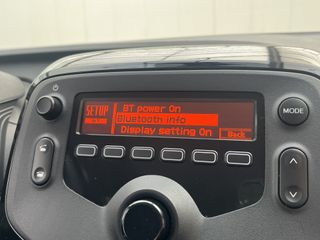 SETUP
BT power On
Bluetooth info
Display setting On
Back
MODE